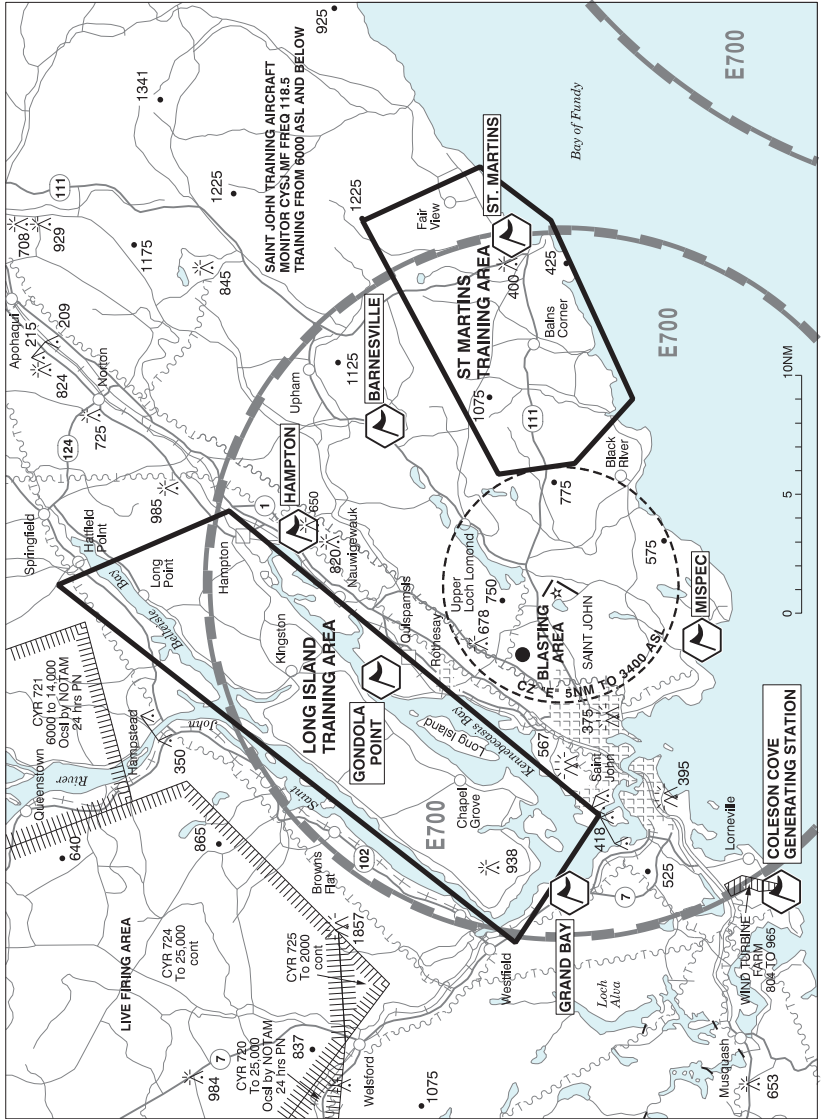 Queenstown
Springfield
Apohaqui
708
925
River
CYR 721
6000 to 14,000
Ocsl by NOTAM
24 hrs PN
215
929
640
Hatfield
Point
824
209
LIVE FIRING AREA
124
111
Hampstead
725
Norton
1341
CYR 724
To 25,000
cont
Belleisle
Bay
Long
Point
985
1175
350
984
7
865
John
CYR 720
To 25,000
Ocsl by NOTAM
24 hrs PN
CYR 725
To 2000
cont
Hampton
1
845
1225
837
SAINT JOHN TRAINING AIRCRAFT
MONITOR CYSJ MF FREQ 118.5
TRAINING FROM 6000 ASL AND BELOW
Kingston
HAMPTON
Upham
Saint
Browns
Flat
650
1857
102
LONG ISLAND
TRAINING AREA
820
Nauwigewauk
1125
1225
Welsford
GONDOLA
POINT
BARNESVILLE
Quispamsis
Rothesay
1075
E700
Long Island
Fair
View
Chapel
Grove
Upper
Loch Lomond
ST MARTINS
TRAINING AREA
938
Kennebecasis Bay
678
750
1075
ST. MARTINS
Westfield
400
BLASTING
AREA
567
111
GRAND BAY
CZ "E" 5NM TO 3400 ASL
Bains
Corner
Bay of Fundy
425
SAINT JOHN
775
375
Saint
John
418
Loch
Alva
Black
River
7
525
395
575
E700
MISPEC
Musquash
Lorneville
WIND TURBINE
FARM
804 TO 965
E700
653
COLESON COVE
GENERATING STATION
0
5
10NM